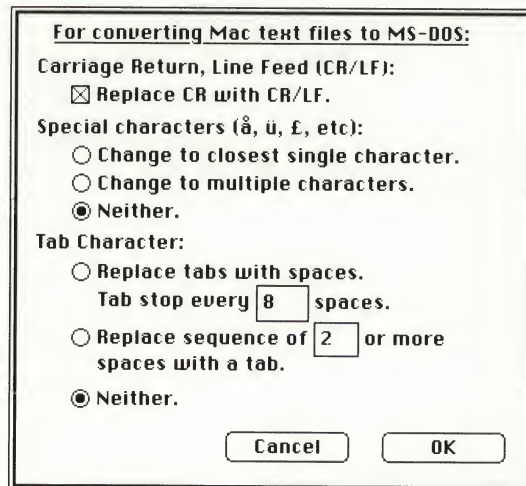 For converting Mac text files to MS-DOS:
Carriage Return, Line Feed (CR/LF):
Replace CR with CR/LF.
Special characters (å, ü, £, etc):
Change to closest single character.
Change to multiple characters.
Neither.
Tab Character:
Replace tabs with spaces.
Tab stop every 8 spaces.
Replace sequence of 2 or more
spaces with a tab.
Neither.
Cancel OK